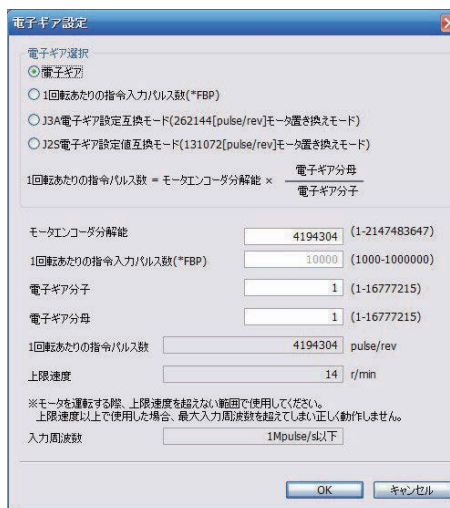 電子ギア設定
電子ギア選択
電子ギア
1回転あたりの指令入力パルス数(*FBP)
J3A電子ギア設定互換モード(262144[pulse/rev]モータ置き換えモード)
J2S電子ギア設定値互換モード(131072[pulse/rev]モータ置き換えモード)
1回転あたりの指令パルス数 = モータエンコーダ分解能 × 電子ギア分母
電子ギア分子
モータエンコーダ分解能 4194304 (1-2147483647)
1回転あたりの指令入力パルス数(*FBP) 10000 (1000-1000000)
電子ギア分子 1 (1-16777215)
電子ギア分母 1 (1-16777215)
1回転あたりの指令パルス数 4194304 pulse/rev
上限速度 14 r/min
※モータを運転する際、上限速度を超えない範囲で使用してください。
上限速度以上で使用した場合、最大入力周波数を超えてしまい正しく動作しません。
入力周波数 1Mpulse/s以下
OK キャンセル